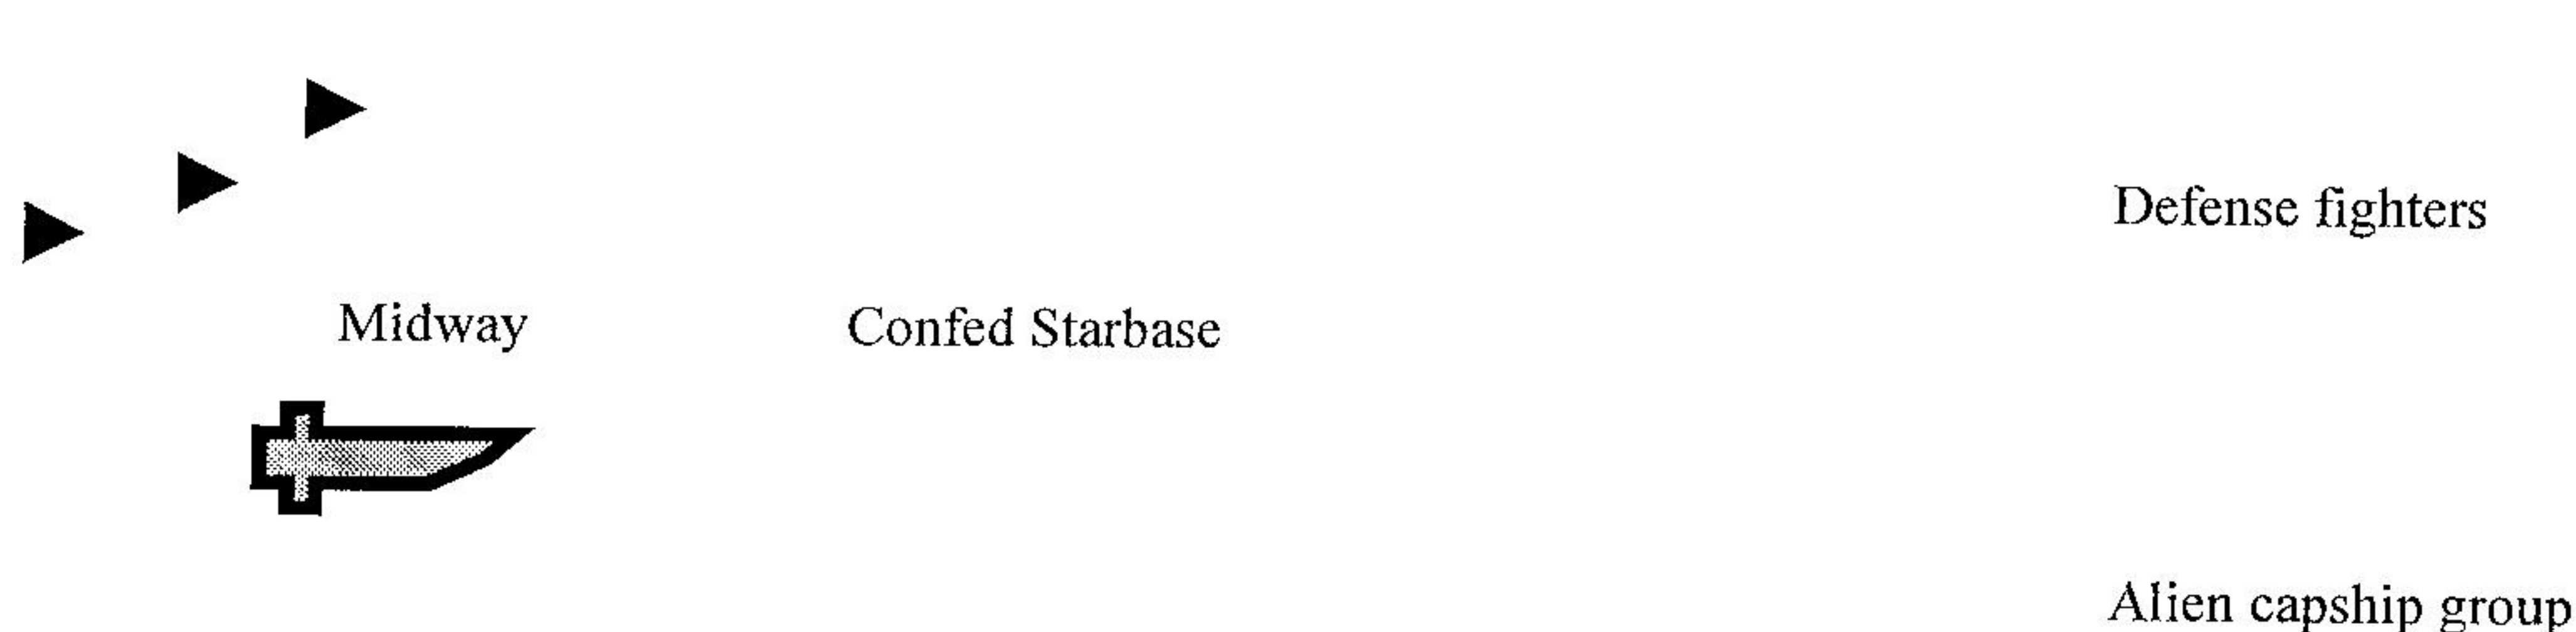 Defense fighters
Midway
Confed Starbase
Alien capship group